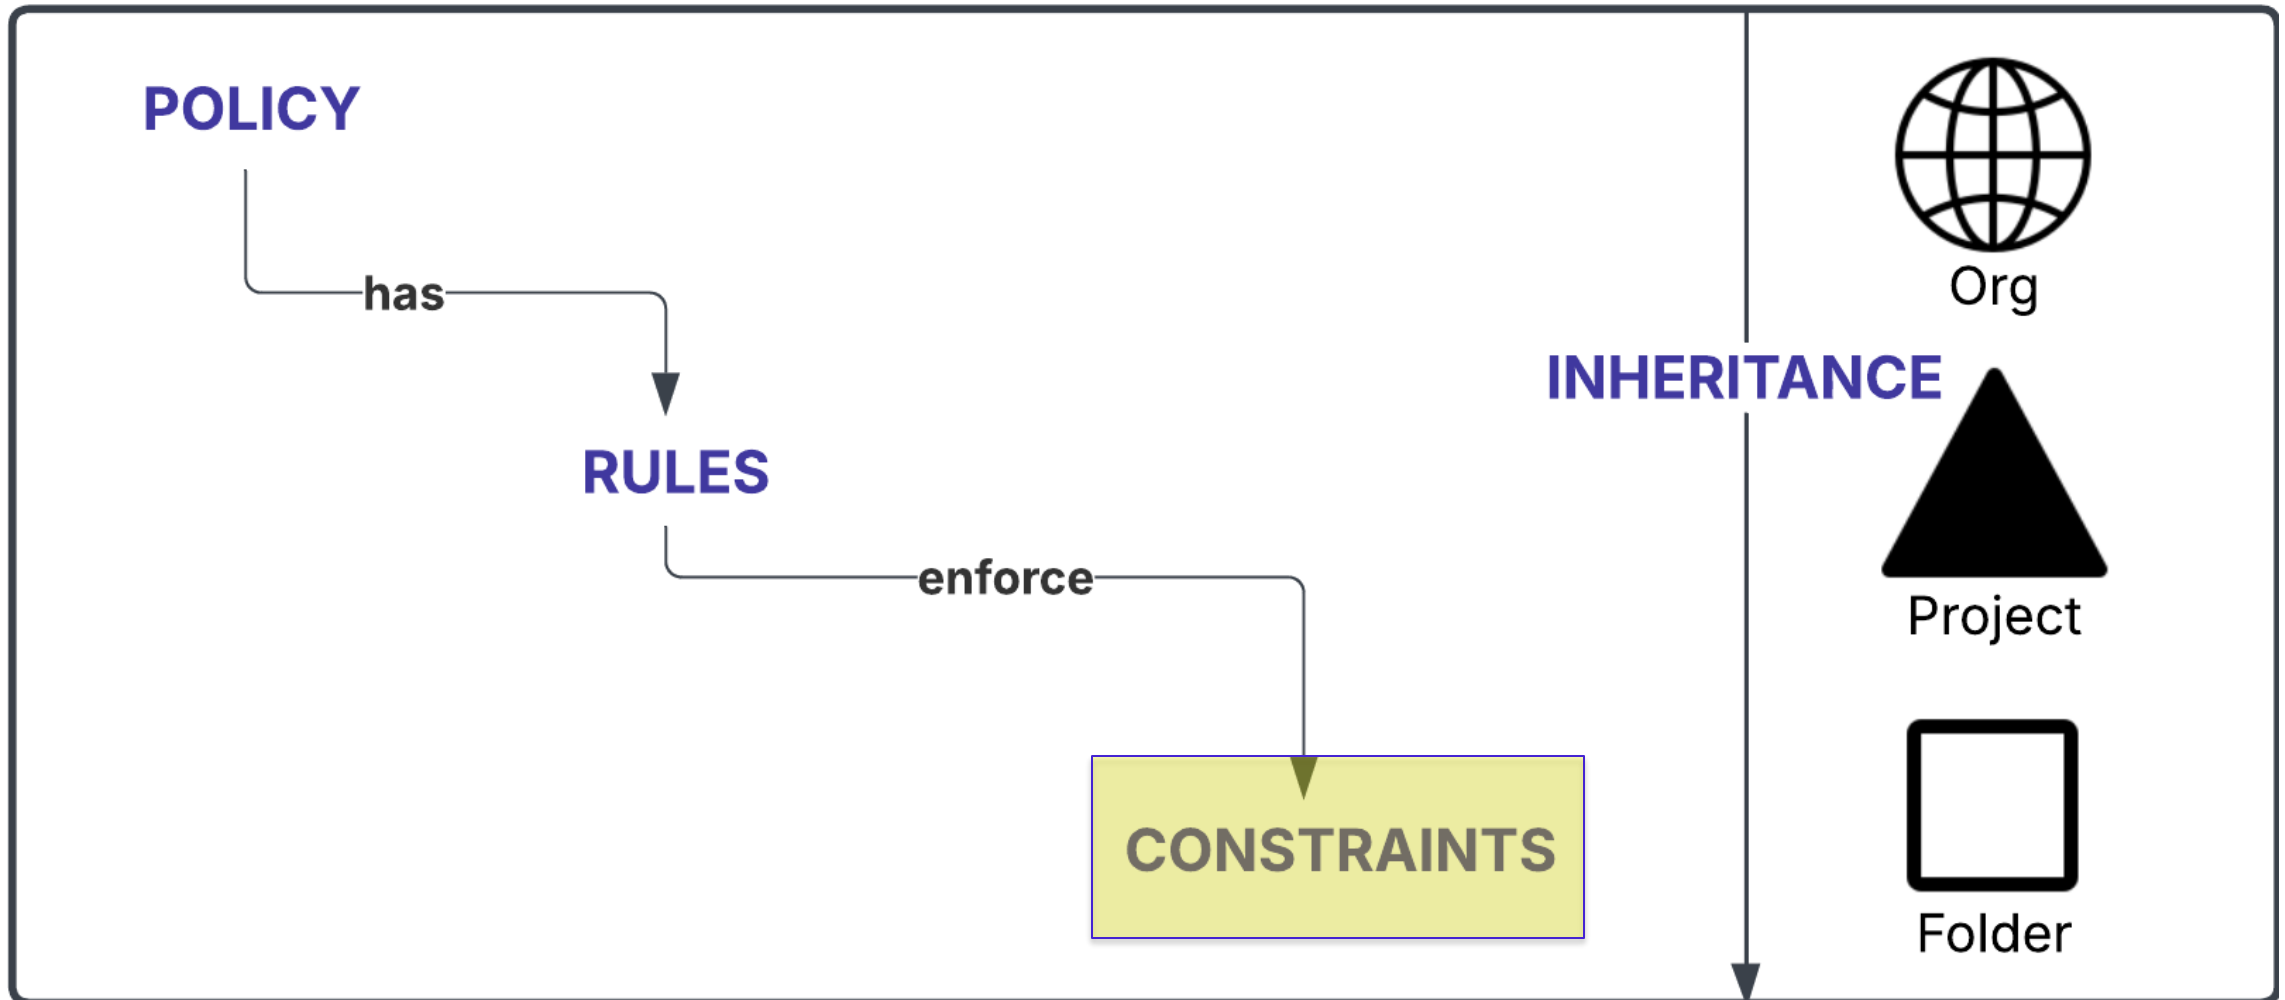 POLICY
has
RULES
enforce
CONSTRAINTS
INHERITANCE
Org
Project
Folder